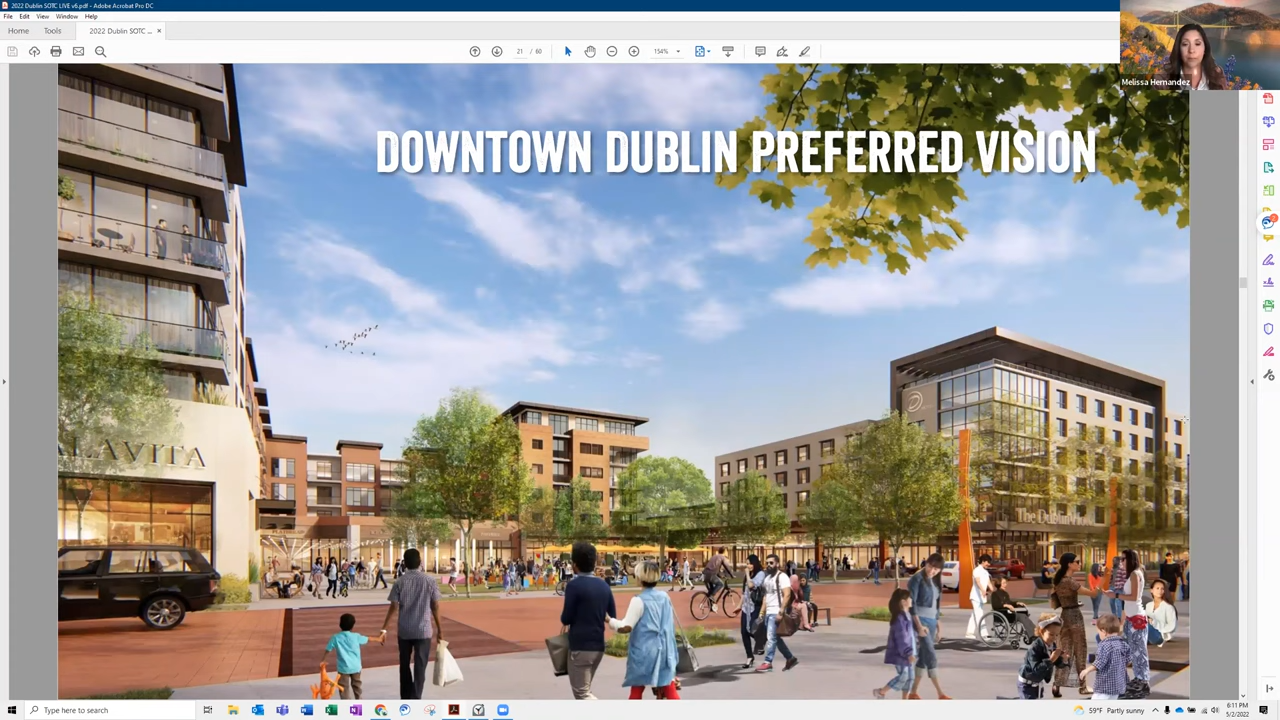 2022 Dublin SOTC LIVE v6.pdf - Adobe Acrobat Pro DC
File Edit View Window Help
Home Tools 2022 Dublin SOTC ... ×
21 / 60 154%
Melissa Hernandez
2
DOWNTOWN DUBLIN PREFERRED VISION
ALAVITA
The Dublin
Type here to search
59°F Partly sunny
6:11 PM
5/2/2022